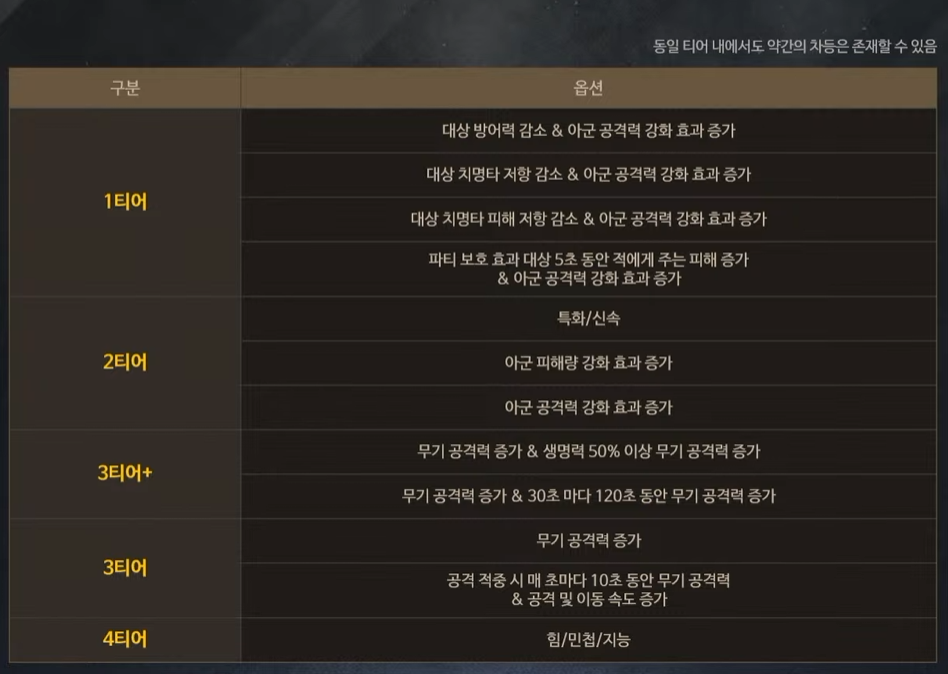 동일 티어 내에서도 약간의 차등은 존재할 수 있음
구분
옵션
1티어
대상 방어력 감소 & 아군 공격력 강화 효과 증가
대상 치명타 저항 감소 & 아군 공격력 강화 효과 증가
대상 치명타 피해 저항 감소 & 아군 공격력 강화 효과 증가
파티 보호 효과 대상 5초 동안 적에게 주는 피해 증가
& 아군 공격력 강화 효과 증가
2티어
특화/신속
아군 피해량 강화 효과 증가
아군 공격력 강화 효과 증가
3티어+
무기 공격력 증가 & 생명력 50% 이상 무기 공격력 증가
무기 공격력 증가 & 30초 마다 120초 동안 무기 공격력 증가
3티어
무기 공격력 증가
공격 적중 시 매 초마다 10초 동안 무기 공격력
& 공격 및 이동 속도 증가
4티어
힘/민첩/지능